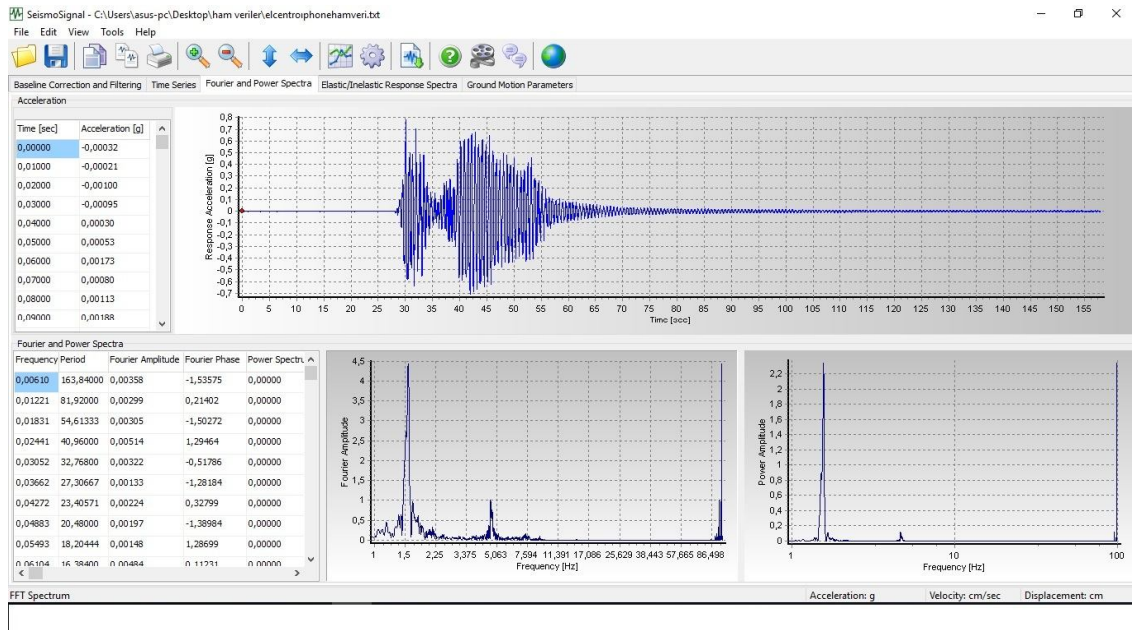 SeismoSignal - C:\Users\asus-pc\Desktop\ham veriler\elcentroıphonehamveri.txt
File Edit View Tools Help
Baseline Correction and Filtering Time Series Fourier and Power Spectra Elastic/Inelastic Response Spectra Ground Motion Parameters
Acceleration
Time [sec] Acceleration [g]
0,00000 -0,00032
0,01000 -0,00021
0,02000 -0,00100
0,03000 -0,00095
0,04000 0,00030
0,05000 0,00053
0,06000 0,00173
0,07000 0,00080
0,08000 0,00113
0,09000 0,00188
Response Acceleration [g]
0,8
0,7
0,6
0,5
0,4
0,3
0,2
0,1
0
-0,1
-0,2
-0,3
-0,4
-0,5
-0,6
-0,7
0 5 10 15 20 25 30 35 40 45 50 55 60 65 70 75 80 85 90 95 100 105 110 115 120 125 130 135 140 145 150 155
Time [sec]
Fourier and Power Spectra
Frequency Period Fourier Amplitude Fourier Phase Power Spectru
0,00610 163,84000 0,00358 -1,53575 0,00000
0,01221 81,92000 0,00299 0,21402 0,00000
0,01831 54,61333 0,00305 -1,50272 0,00000
0,02441 40,96000 0,00514 1,29464 0,00000
0,03052 32,76800 0,00322 -0,51786 0,00000
0,03662 27,30667 0,00133 -1,28184 0,00000
0,04272 23,40571 0,00224 0,32799 0,00000
0,04883 20,48000 0,00197 -1,39984 0,00000
0,05493 18,20444 0,00148 1,28699 0,00000
0,06104 16,38400 0,00484 0,11231 0,00000
Fourier Amplitude
4,5
4
3,5
3
2,5
2
1,5
1
0,5
0
1 1,5 2,25 3,375 5,063 7,594 11,391 17,086 25,629 38,443 57,665 86,498
Frequency [Hz]
Power Amplitude
2,2
2
1,8
1,6
1,4
1,2
1
0,8
0,6
0,4
0,2
0
1 10 100
Frequency [Hz]
FFT Spectrum
Acceleration: g Velocity: cm/sec Displacement: cm